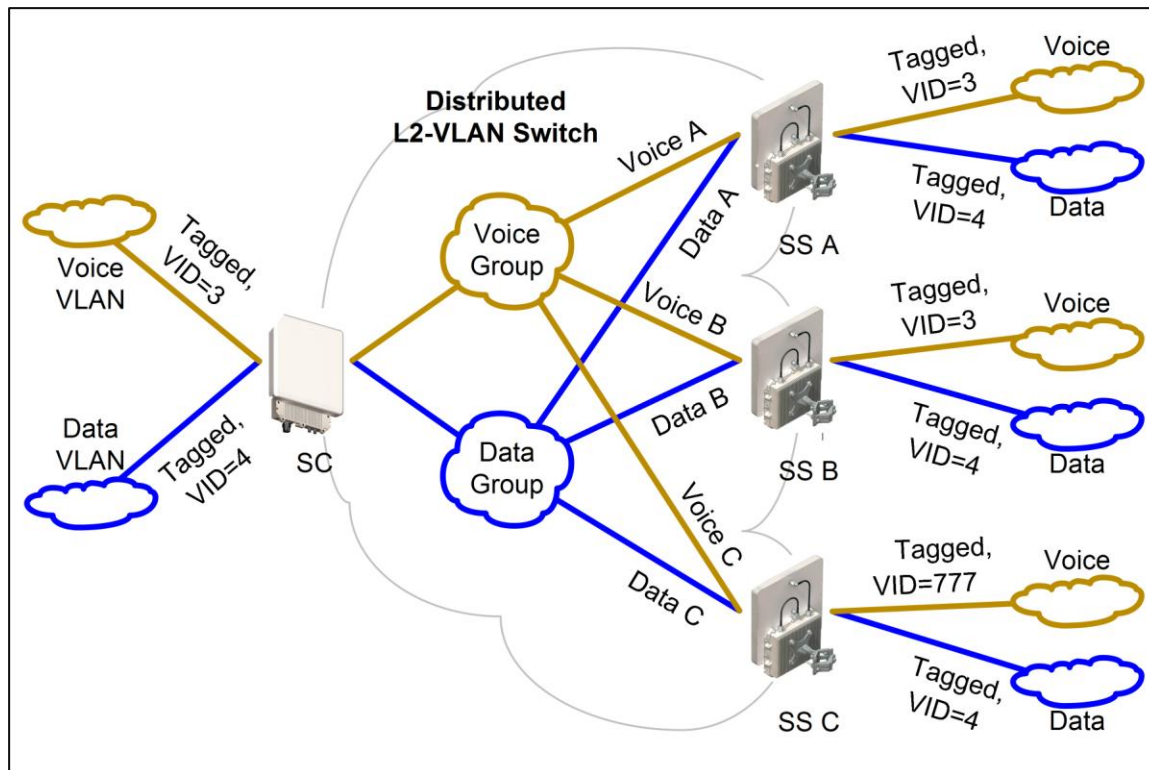 Distributed
L2-VLAN Switch
Voice
VLAN
Tagged,
VID=3
Data
VLAN
Tagged,
VID=4
SC
Voice
Group
Data
Group
Voice A
Data A
Voice B
Data B
Voice C
Data C
SS A
Tagged,
VID=3
Voice
Tagged,
VID=4
Data
SS B
Tagged,
VID=3
Voice
Tagged,
VID=4
Data
SS C
Tagged,
VID=777
Voice
Tagged,
VID=4
Data